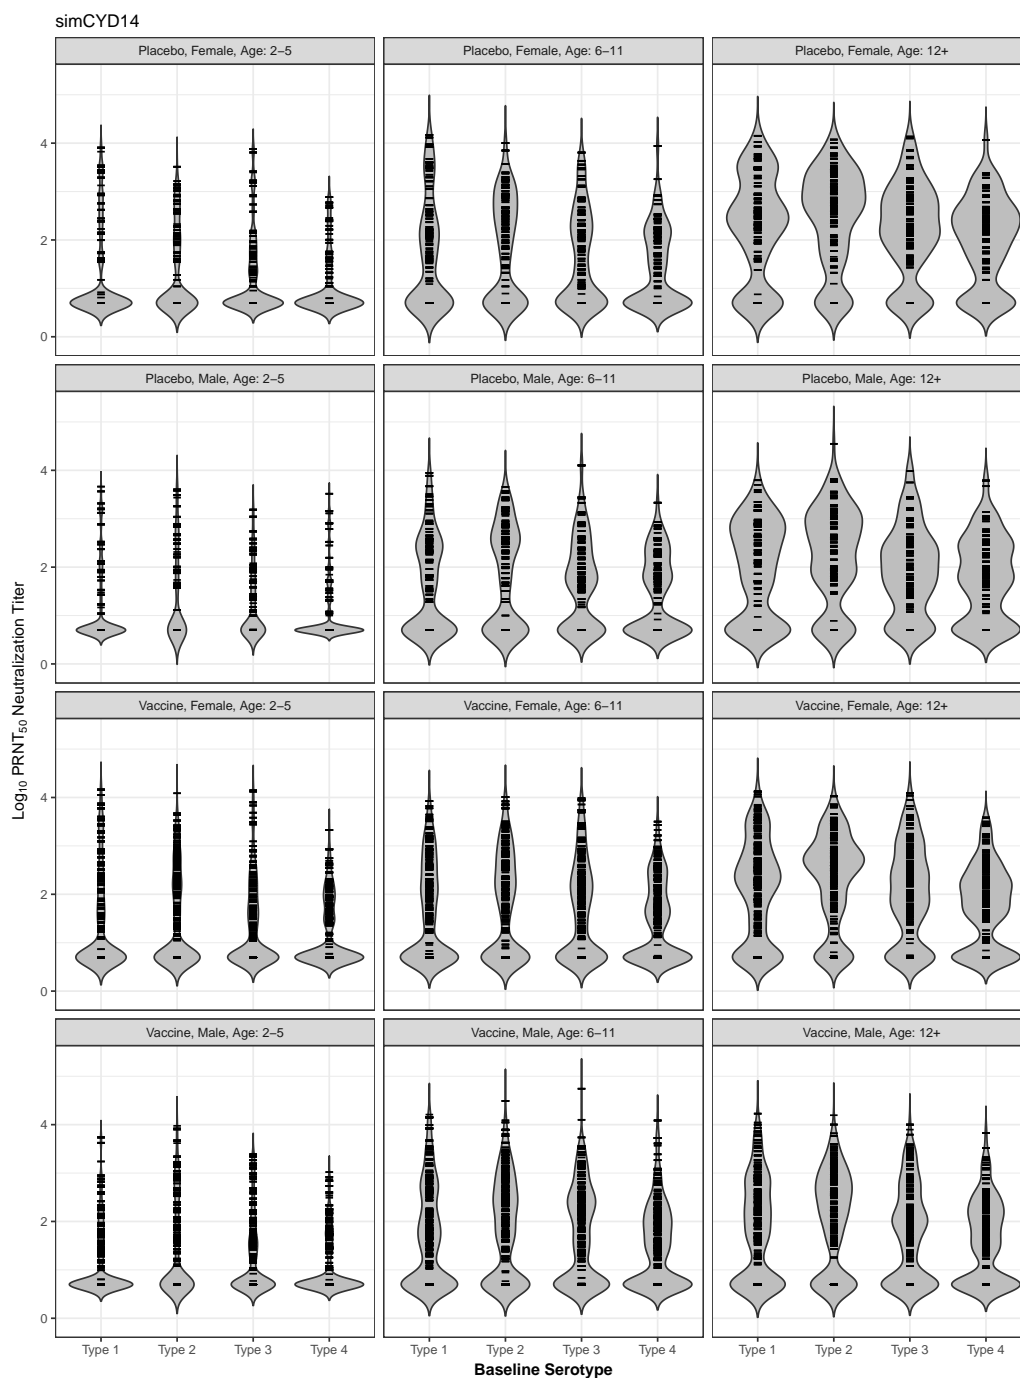 simCYD14
Placebo, Female, Age: 2−5
Placebo, Female, Age: 6−11
Placebo, Female, Age: 12+
4
2
0
Placebo, Male, Age: 2−5
Placebo, Male, Age: 6−11
Placebo, Male, Age: 12+
4
2
0
Vaccine, Female, Age: 2−5
Vaccine, Female, Age: 6−11
Vaccine, Female, Age: 12+
4
2
0
Vaccine, Male, Age: 2−5
Vaccine, Male, Age: 6−11
Vaccine, Male, Age: 12+
4
2
0
Log₁₀ PRNT₅₀ Neutralization Titer
Type 1 Type 2 Type 3 Type 4
Type 1 Type 2 Type 3 Type 4
Type 1 Type 2 Type 3 Type 4
Baseline Serotype